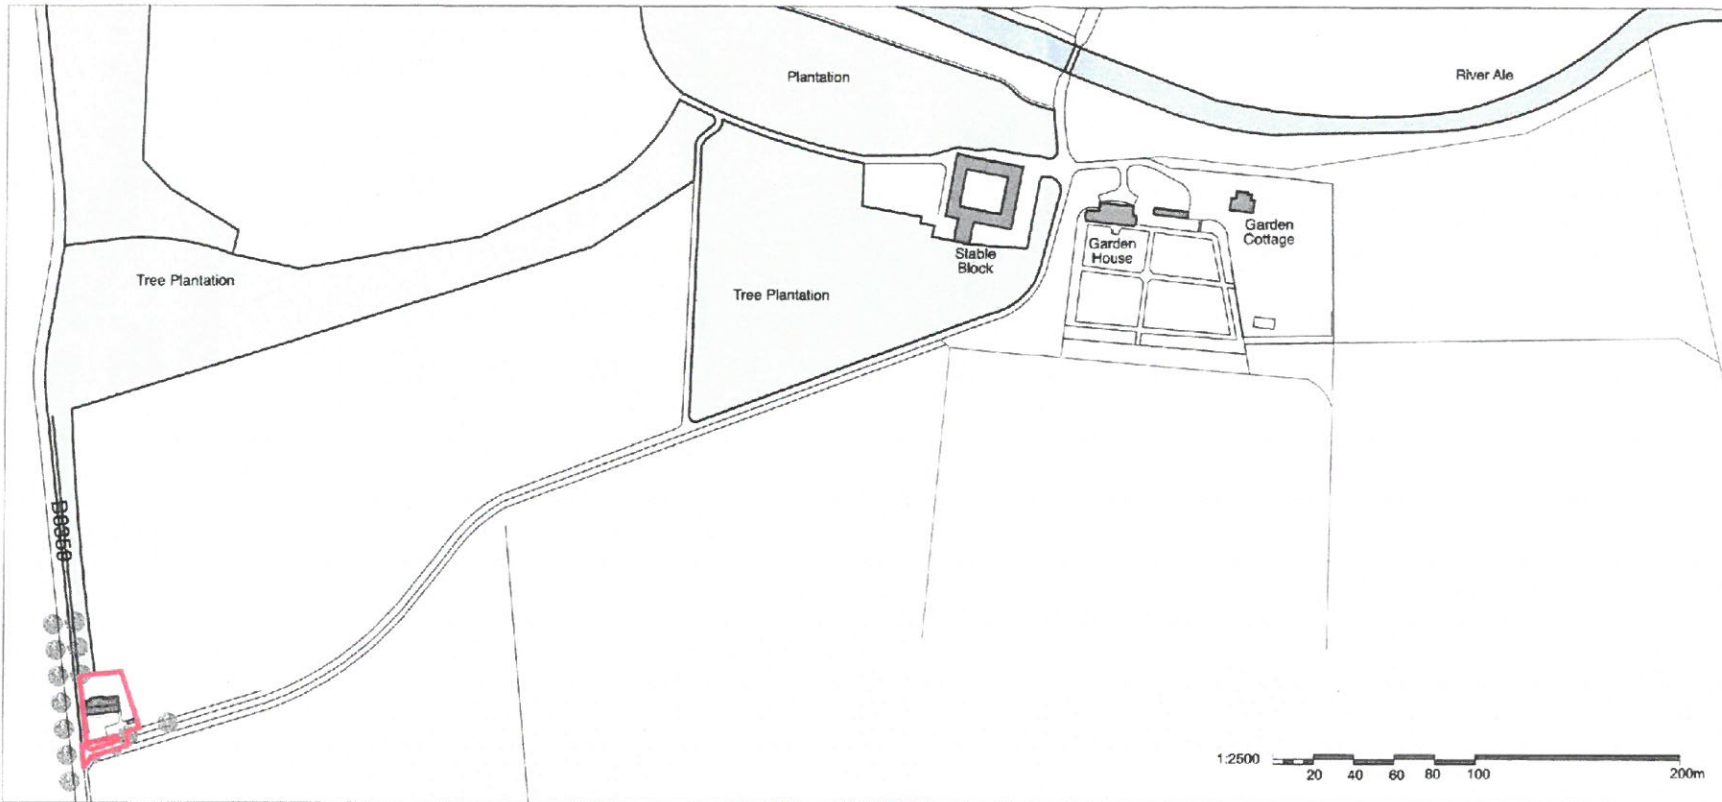 Plantation
River Ale
Garden
Cottage
Garden
House
Stable
Block
Tree Plantation
Tree Plantation
B6359
1:2500
20 40 60 80 100 200m